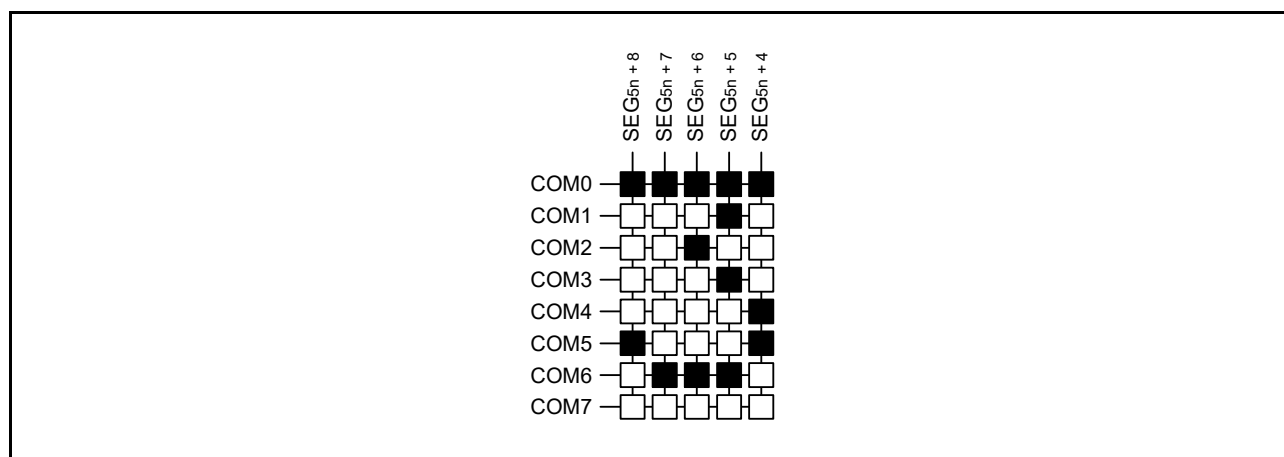 SEG5n + 8
SEG5n + 7
SEG5n + 6
SEG5n + 5
SEG5n + 4
COM0
COM1
COM2
COM3
COM4
COM5
COM6
COM7